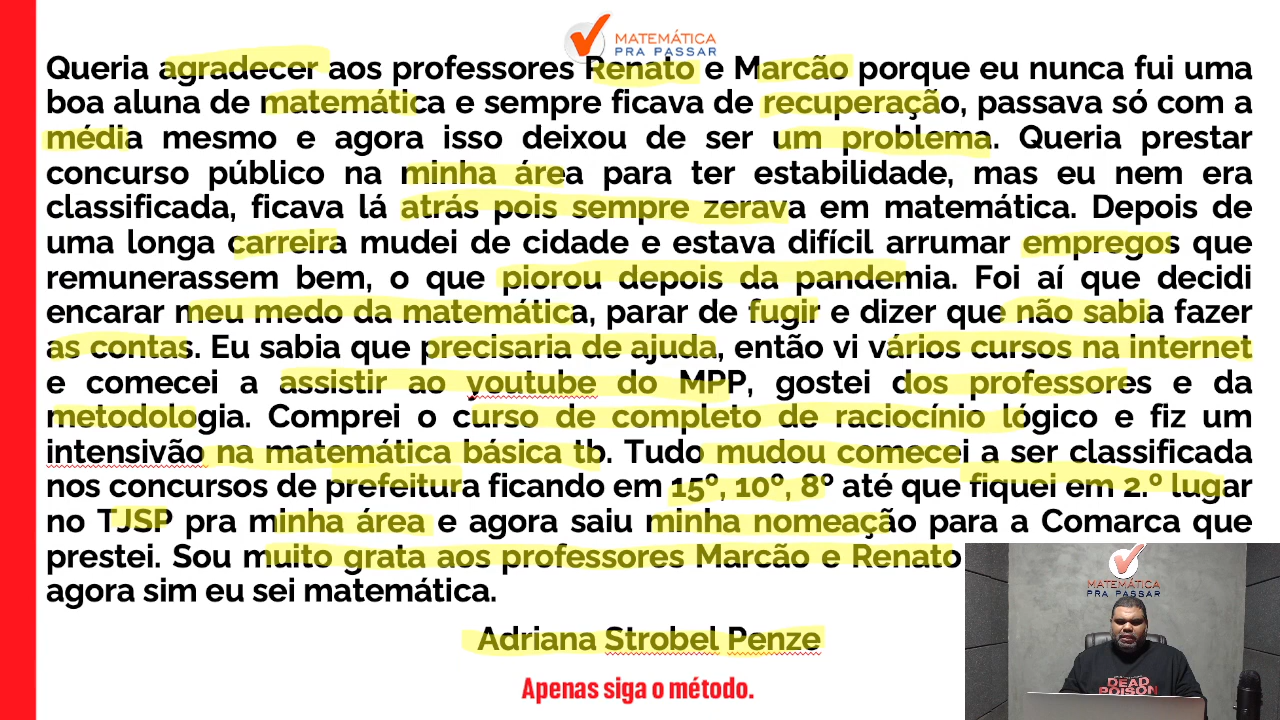 MATEMÁTICA
PRA PASSAR
Queria agradecer aos professores Renato e Marcão porque eu nunca fui uma
boa aluna de matemática e sempre ficava de recuperação, passava só com a
média mesmo e agora isso deixou de ser um problema. Queria prestar
concurso público na minha área para ter estabilidade, mas eu nem era
classificada, ficava lá atrás pois sempre zerava em matemática. Depois de
uma longa carreira mudei de cidade e estava difícil arrumar empregos que
remunerassem bem, o que piorou depois da pandemia. Foi aí que decidi
encarar meu medo da matemática, parar de fugir e dizer que não sabia fazer
as contas. Eu sabia que precisaria de ajuda, então vi vários cursos na internet
e comecei a assistir ao youtube do MPP, gostei dos professores e da
metodologia. Comprei o curso de completo de raciocínio lógico e fiz um
intensivão na matemática básica tb. Tudo mudou comecei a ser classificada
nos concursos de prefeitura ficando em 15º, 10º, 8º até que fiquei em 2.º lugar
no TJSP pra minha área e agora saiu minha nomeação para a Comarca que
prestei. Sou muito grata aos professores Marcão e Renato
agora sim eu sei matemática.
Adriana Strobel Penze
Apenas siga o método.
MATEMÁTICA
PRA PASSAR
DEAD
POISON